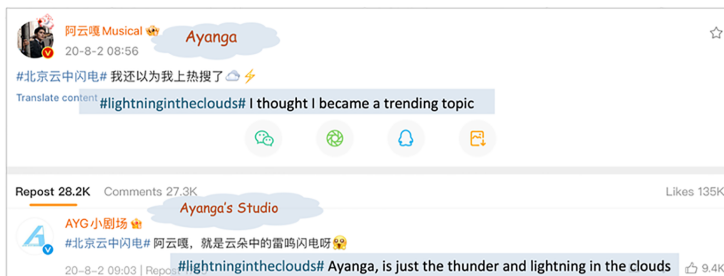 阿云嘎Musical
Ayanga
20-8-2 08:56
#北京云中闪电# 我还以为我上热搜了
Translate content
#lightningintheclouds# I thought I became a trending topic
Repost 28.2K Comments 27.3K Likes 135K
Ayanga's Studio
AYG小剧场
#北京云中闪电# 阿云嘎，就是云朵中的雷鸣闪电呀
20-8-2 09:03 | Repos
#lightningintheclouds# Ayanga, is just the thunder and lightning in the clouds
9.4K